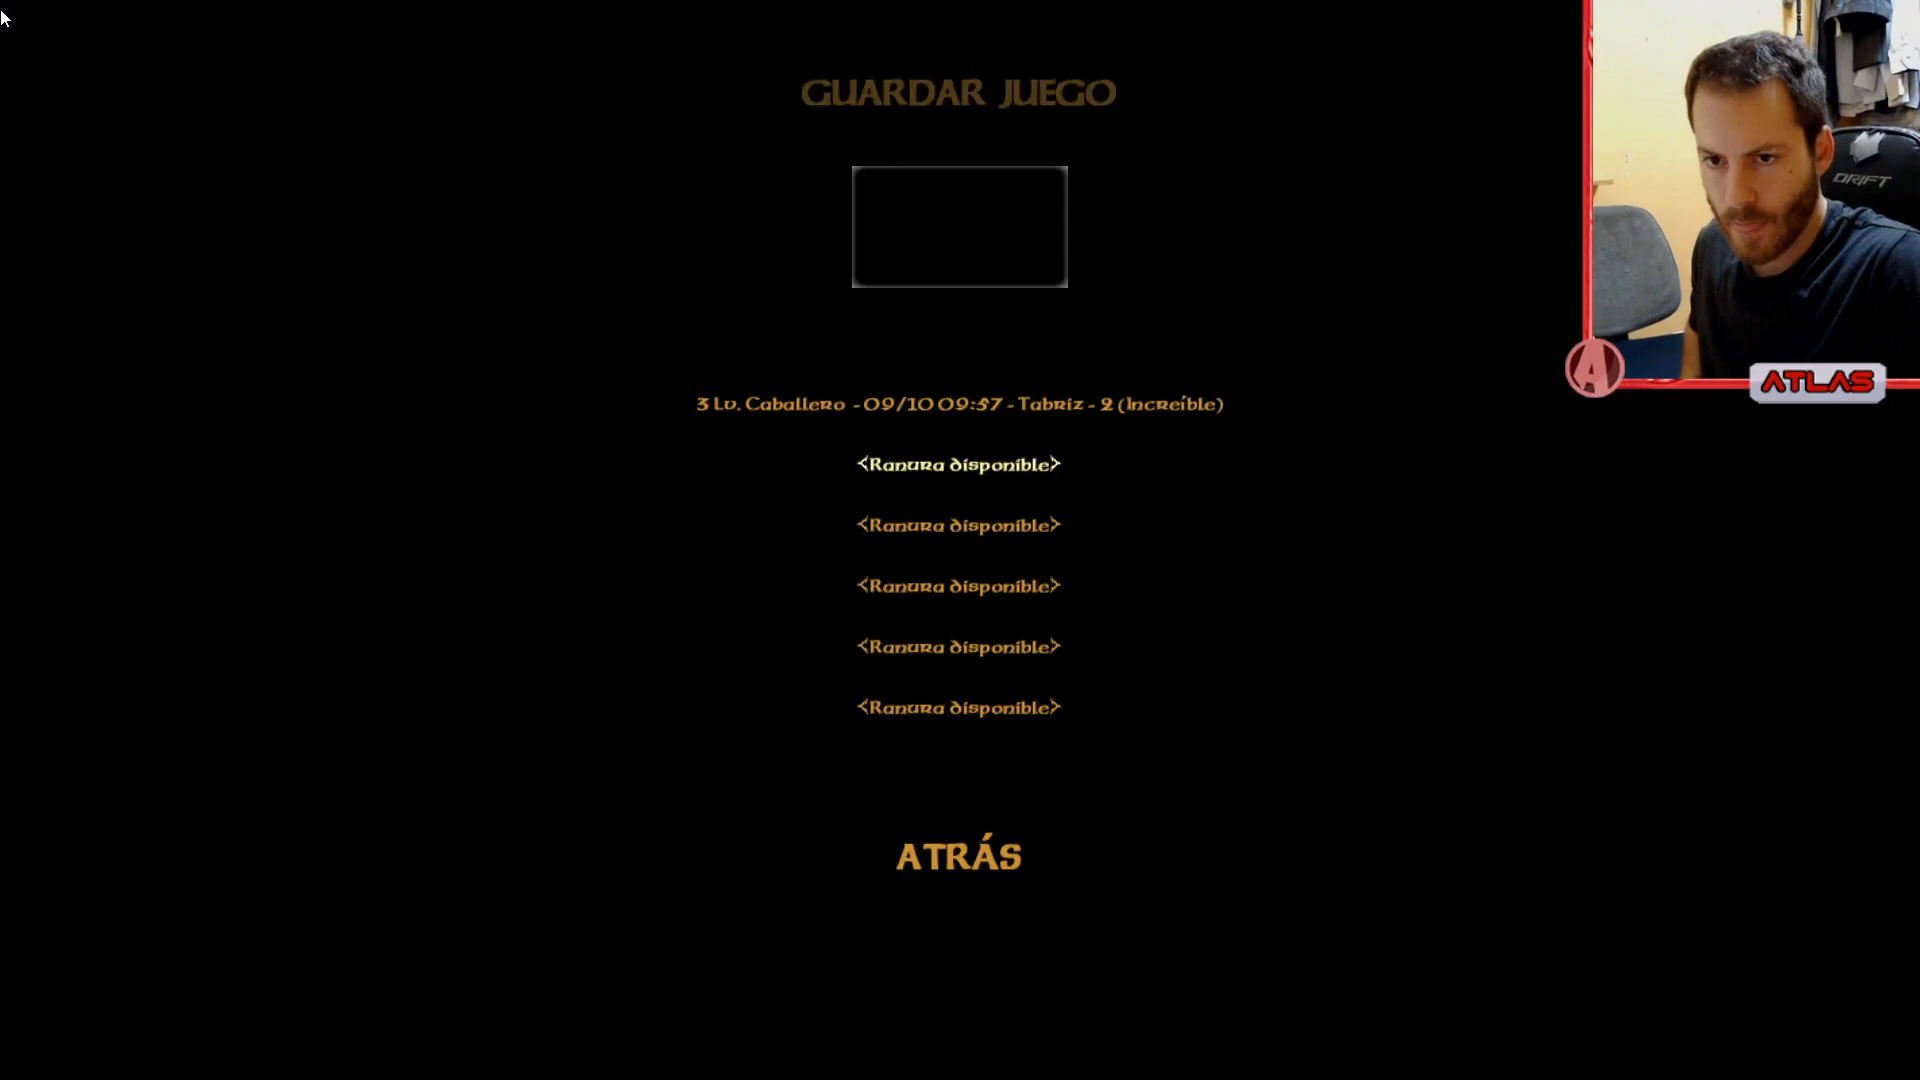 GUARDAR JUEGO
3 Lv. Caballero - 09/10 09:57 - Tabriz - 2 (Increíble)
<Ranura disponible>
<Ranura disponible>
<Ranura disponible>
<Ranura disponible>
<Ranura disponible>
ATRÁS
DRIFT
A
ATLAS